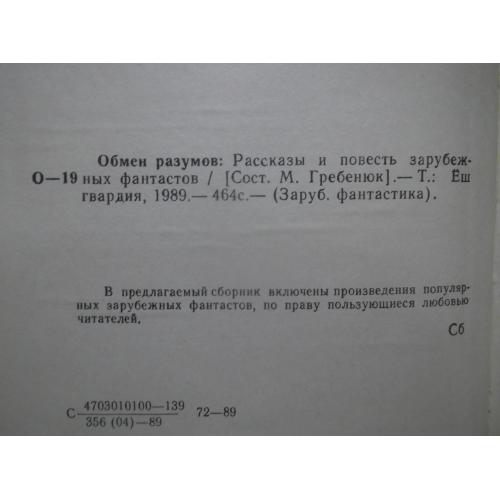 Обмен разумов: Рассказы и повесть зарубеж-
О—19 ных фантастов / [Сост. М. Гребенюк].— Т.: Ёш
гвардия, 1989.— 464с.— (Заруб. фантастика).
В предлагаемый сборник включены произведения популяр-
ных зарубежных фантастов, по праву пользующиеся любовью
читателей.
Сб
С 4703010100—139 72—89
356 (04)—89